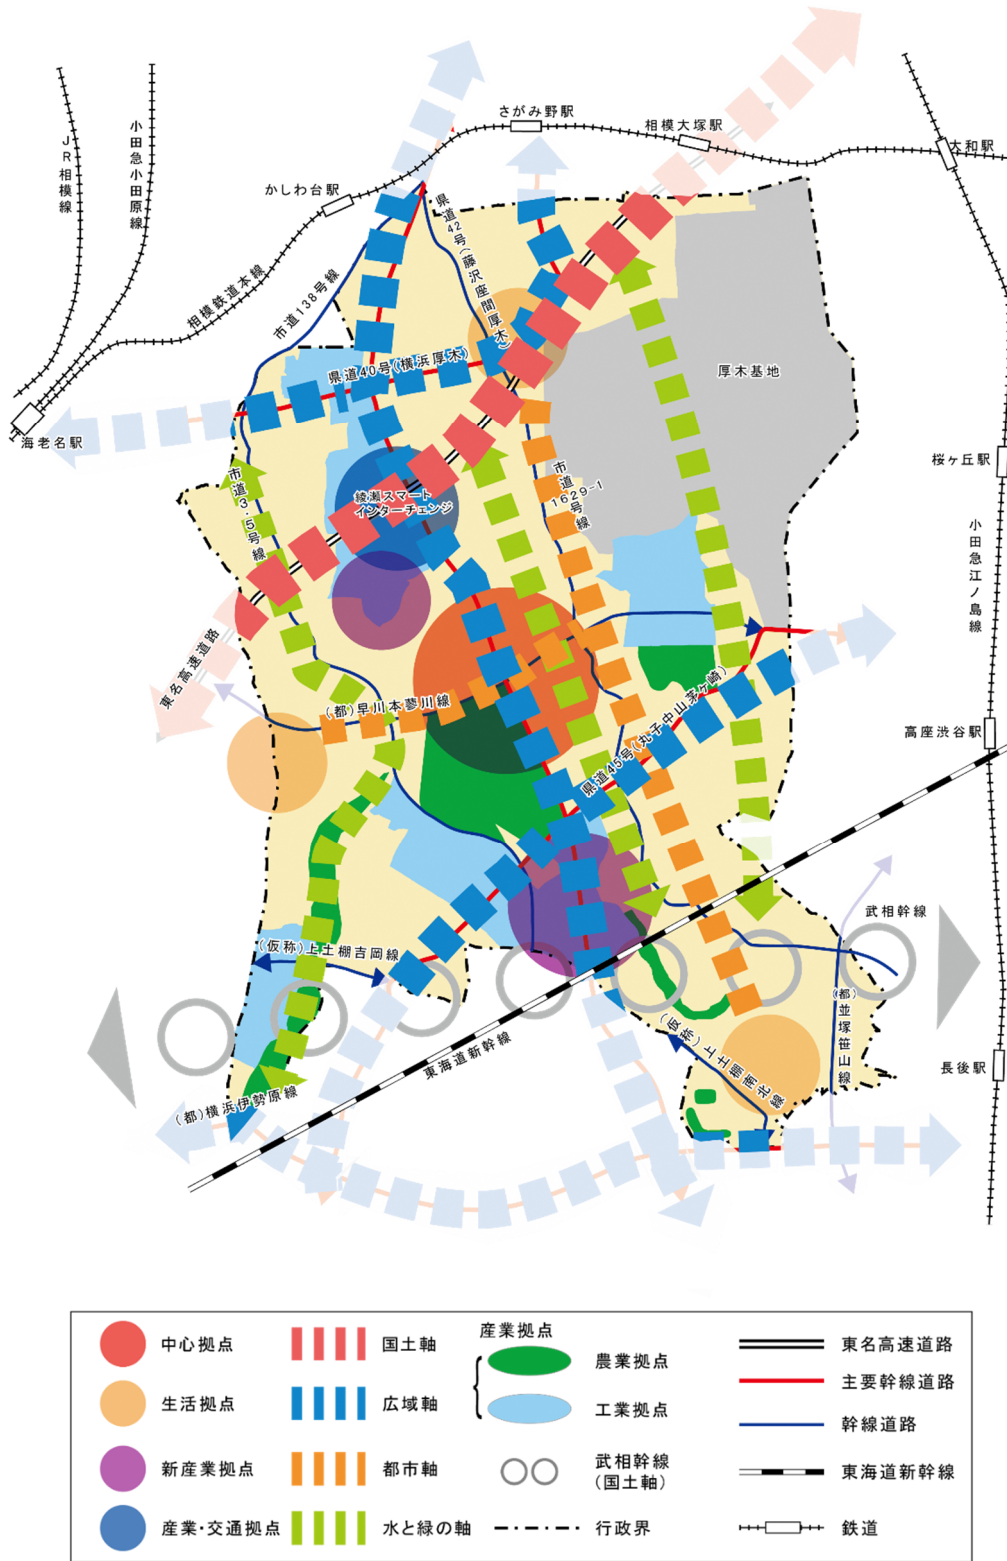 さがみ野駅
相模大塚駅
大和駅
JR相模線
小田急小田原線
かしわ台駅
県道42号(藤沢座間厚木)
相模鉄道本線
市道138号線
県道40号(横浜厚木)
厚木基地
海老名駅
桜ヶ丘駅
市道3・5号線
綾瀬スマート
インターチェンジ
市道
1629-1
号線
小田急江ノ島線
東名高速道路
(都)早川本蓼川線
県道45号(丸子中山茅ヶ崎)
高座渋谷駅
武相幹線
(仮称)上土棚吉岡線
(都)並塚笹山線
東海道新幹線
(仮称)上土棚南北線
長後駅
(都)横浜伊勢原線
中心拠点
国土軸
産業拠点
農業拠点
東名高速道路
主要幹線道路
生活拠点
広域軸
工業拠点
幹線道路
新産業拠点
都市軸
武相幹線
(国土軸)
東海道新幹線
産業・交通拠点
水と緑の軸
行政界
鉄道